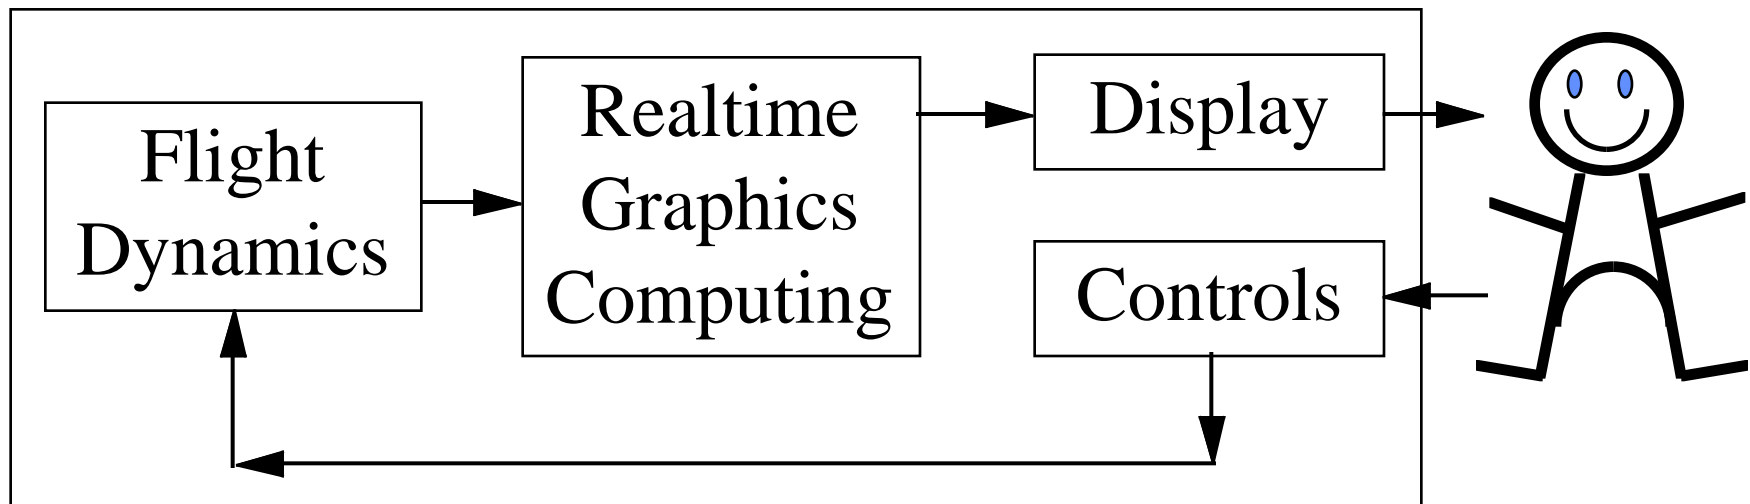 Flight
Dynamics
Realtime
Graphics
Computing
Display
Controls